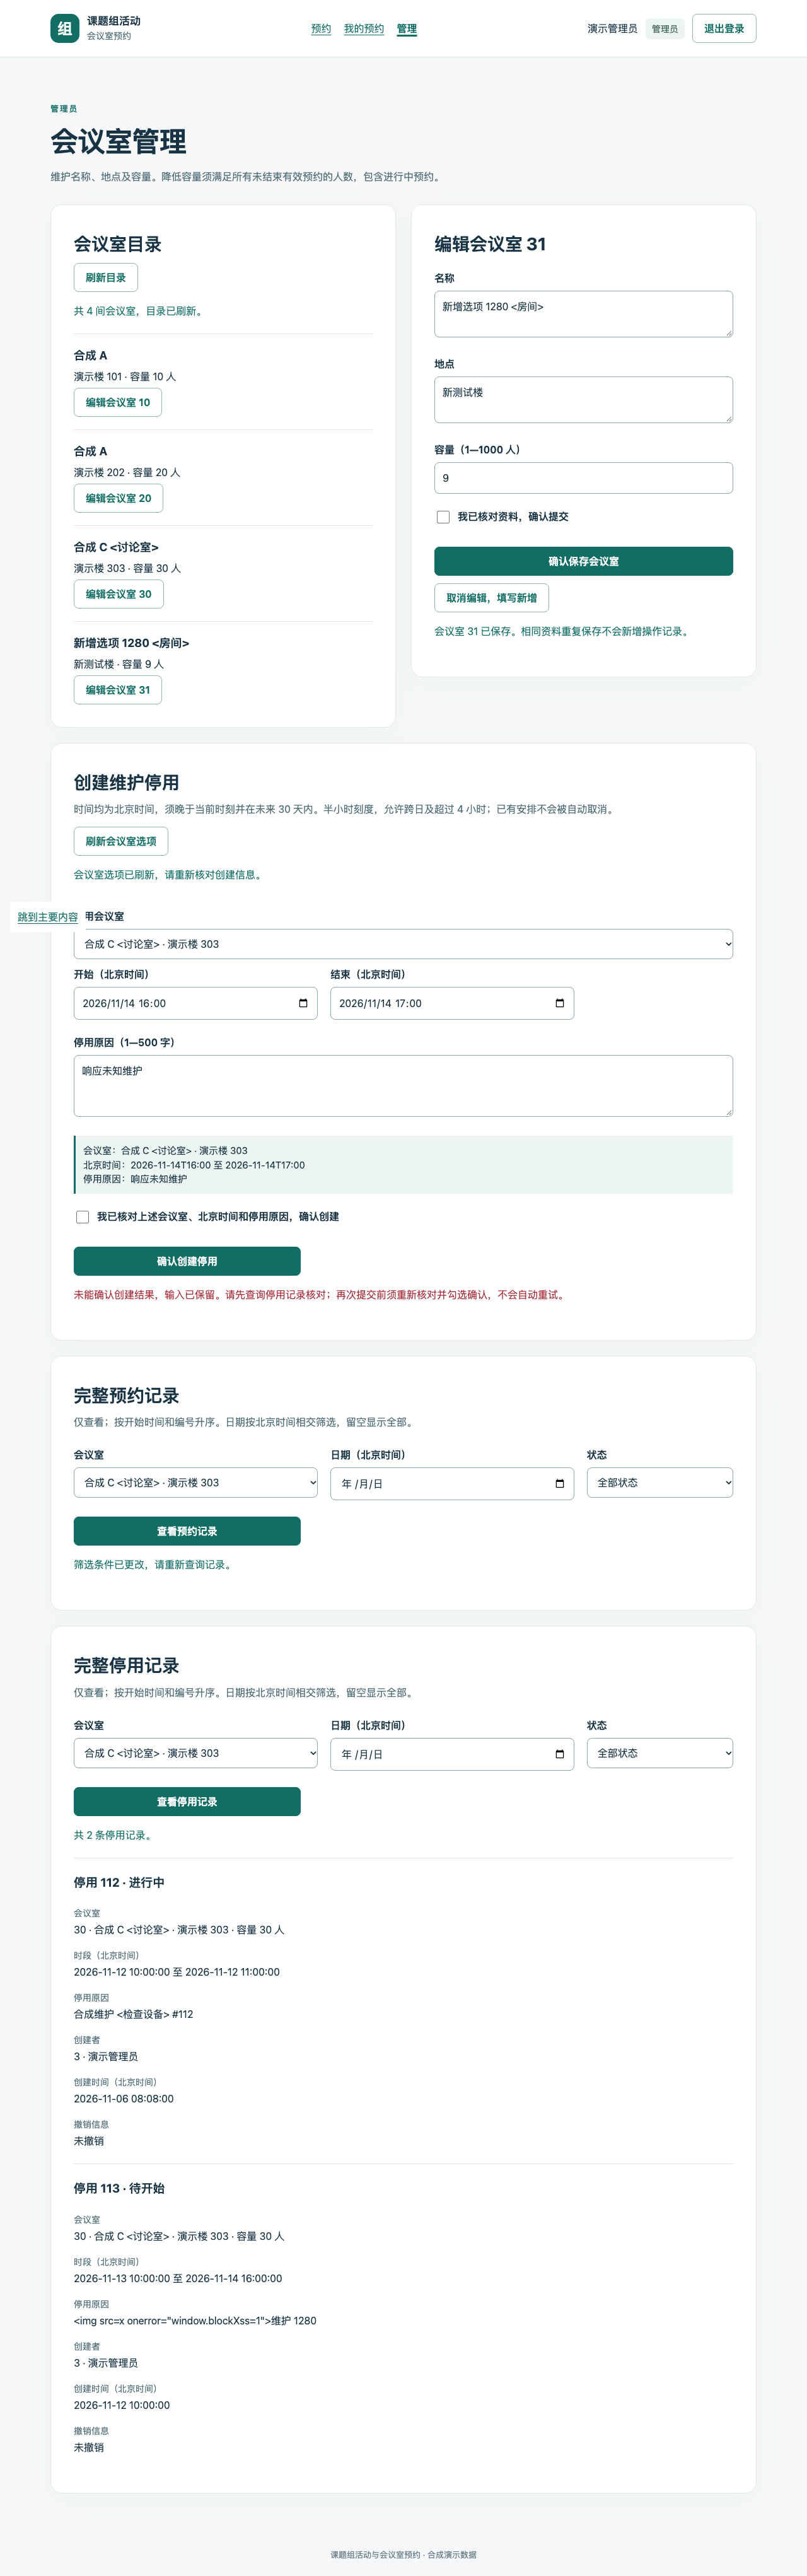 组
课题组活动
会议室预约
预约
我的预约
管理
演示管理员
管理员
退出登录
管理员
会议室管理
维护名称、地点及容量。降低容量须满足所有未结束有效预约的人数，包含进行中预约。
会议室目录
刷新目录
共 4 间会议室，目录已刷新。
合成 A
演示楼 101 · 容量 10 人
编辑会议室 10
合成 A
演示楼 202 · 容量 20 人
编辑会议室 20
合成 C <讨论室>
演示楼 303 · 容量 30 人
编辑会议室 30
新增选项 1280 <房间>
新测试楼 · 容量 9 人
编辑会议室 31
编辑会议室 31
名称
新增选项 1280 <房间>
地点
新测试楼
容量（1—1000 人）
9
我已核对资料，确认提交
确认保存会议室
取消编辑，填写新增
会议室 31 已保存。相同资料重复保存不会新增操作记录。
创建维护停用
时间均为北京时间，须晚于当前时刻并在未来 30 天内。半小时刻度，允许跨日及超过 4 小时；已有安排不会被自动取消。
刷新会议室选项
会议室选项已刷新，请重新核对创建信息。
跳到主要内容
用会议室
合成 C <讨论室> · 演示楼 303
开始（北京时间）
结束（北京时间）
2026/11/14 16:00
2026/11/14 17:00
停用原因（1—500 字）
响应未知维护
会议室：合成 C <讨论室> · 演示楼 303
北京时间：2026-11-14T16:00 至 2026-11-14T17:00
停用原因：响应未知维护
我已核对上述会议室、北京时间和停用原因，确认创建
确认创建停用
未能确认创建结果，输入已保留。请先查询停用记录核对；再次提交前须重新核对并勾选确认，不会自动重试。
完整预约记录
仅查看；按开始时间和编号升序。日期按北京时间相交筛选，留空显示全部。
会议室
日期（北京时间）
状态
合成 C <讨论室> · 演示楼 303
年 /月/日
全部状态
查看预约记录
筛选条件已更改，请重新查询记录。
完整停用记录
仅查看；按开始时间和编号升序。日期按北京时间相交筛选，留空显示全部。
会议室
日期（北京时间）
状态
合成 C <讨论室> · 演示楼 303
年 /月/日
全部状态
查看停用记录
共 2 条停用记录。
停用 112 · 进行中
会议室
30 · 合成 C <讨论室> · 演示楼 303 · 容量 30 人
时段（北京时间）
2026-11-12 10:00:00 至 2026-11-12 11:00:00
停用原因
合成维护 <检查设备> #112
创建者
3 · 演示管理员
创建时间（北京时间）
2026-11-06 08:08:00
撤销信息
未撤销
停用 113 · 待开始
会议室
30 · 合成 C <讨论室> · 演示楼 303 · 容量 30 人
时段（北京时间）
2026-11-13 10:00:00 至 2026-11-14 16:00:00
停用原因
<img src=x onerror="window.blockXss=1">维护 1280
创建者
3 · 演示管理员
创建时间（北京时间）
2026-11-12 10:00:00
撤销信息
未撤销
课题组活动与会议室预约 · 合成演示数据